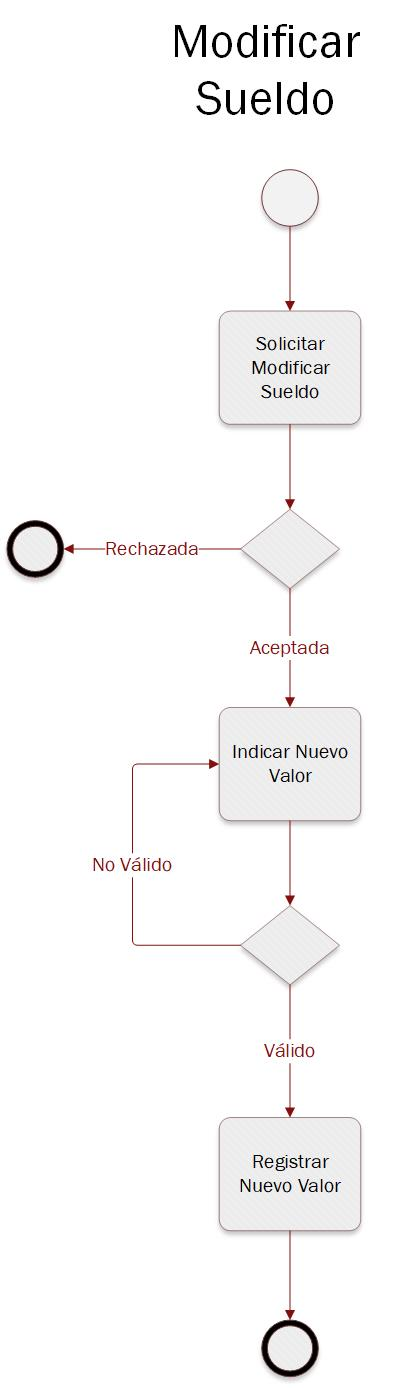 Modificar
Sueldo
Solicitar
Modificar
Sueldo
Rechazada
Aceptada
Indicar Nuevo
Valor
No Válido
Válido
Registrar
Nuevo Valor